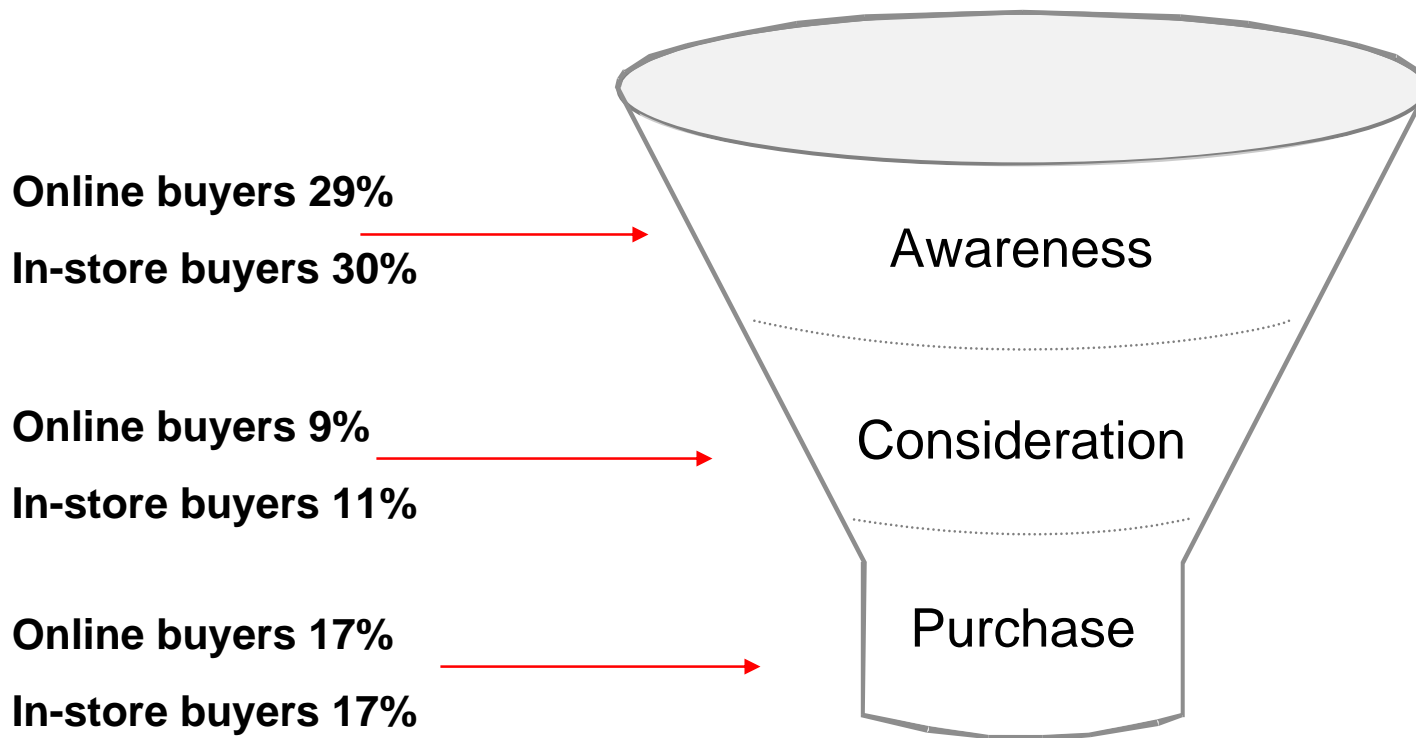 Online buyers 29%
In-store buyers 30%
Awareness
Online buyers 9%
In-store buyers 11%
Consideration
Online buyers 17%
In-store buyers 17%
Purchase